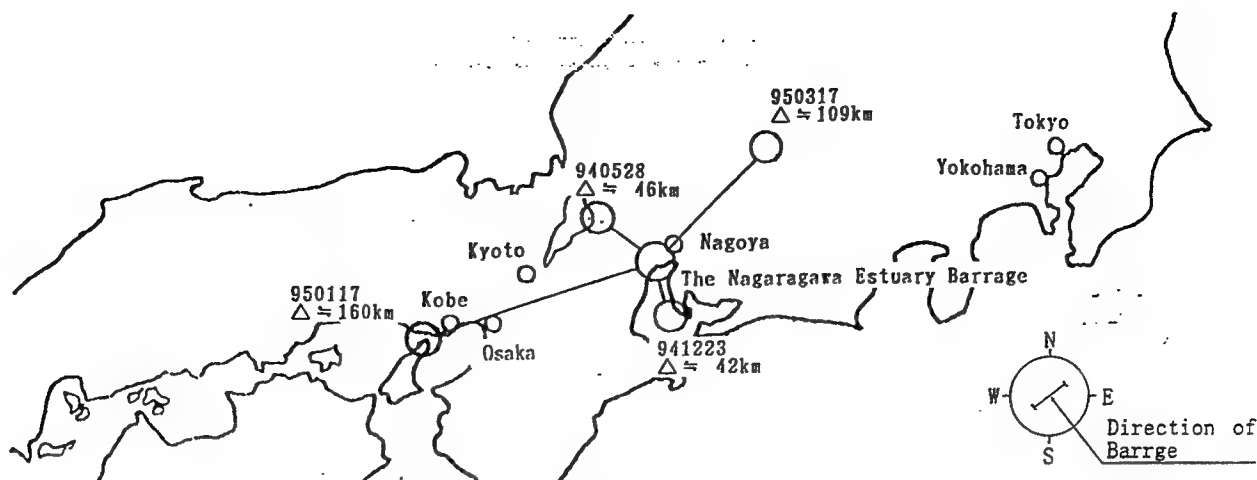 950317
△≒109km
Tokyo
Yokohama
940528
△≒ 46km
Nagoya
Kyoto
The Nagaragawa Estuary Barrage
950117
△≒160km
Kobe
Osaka
941223
△≒ 42km
N
W
E
S
Direction of
Barrge